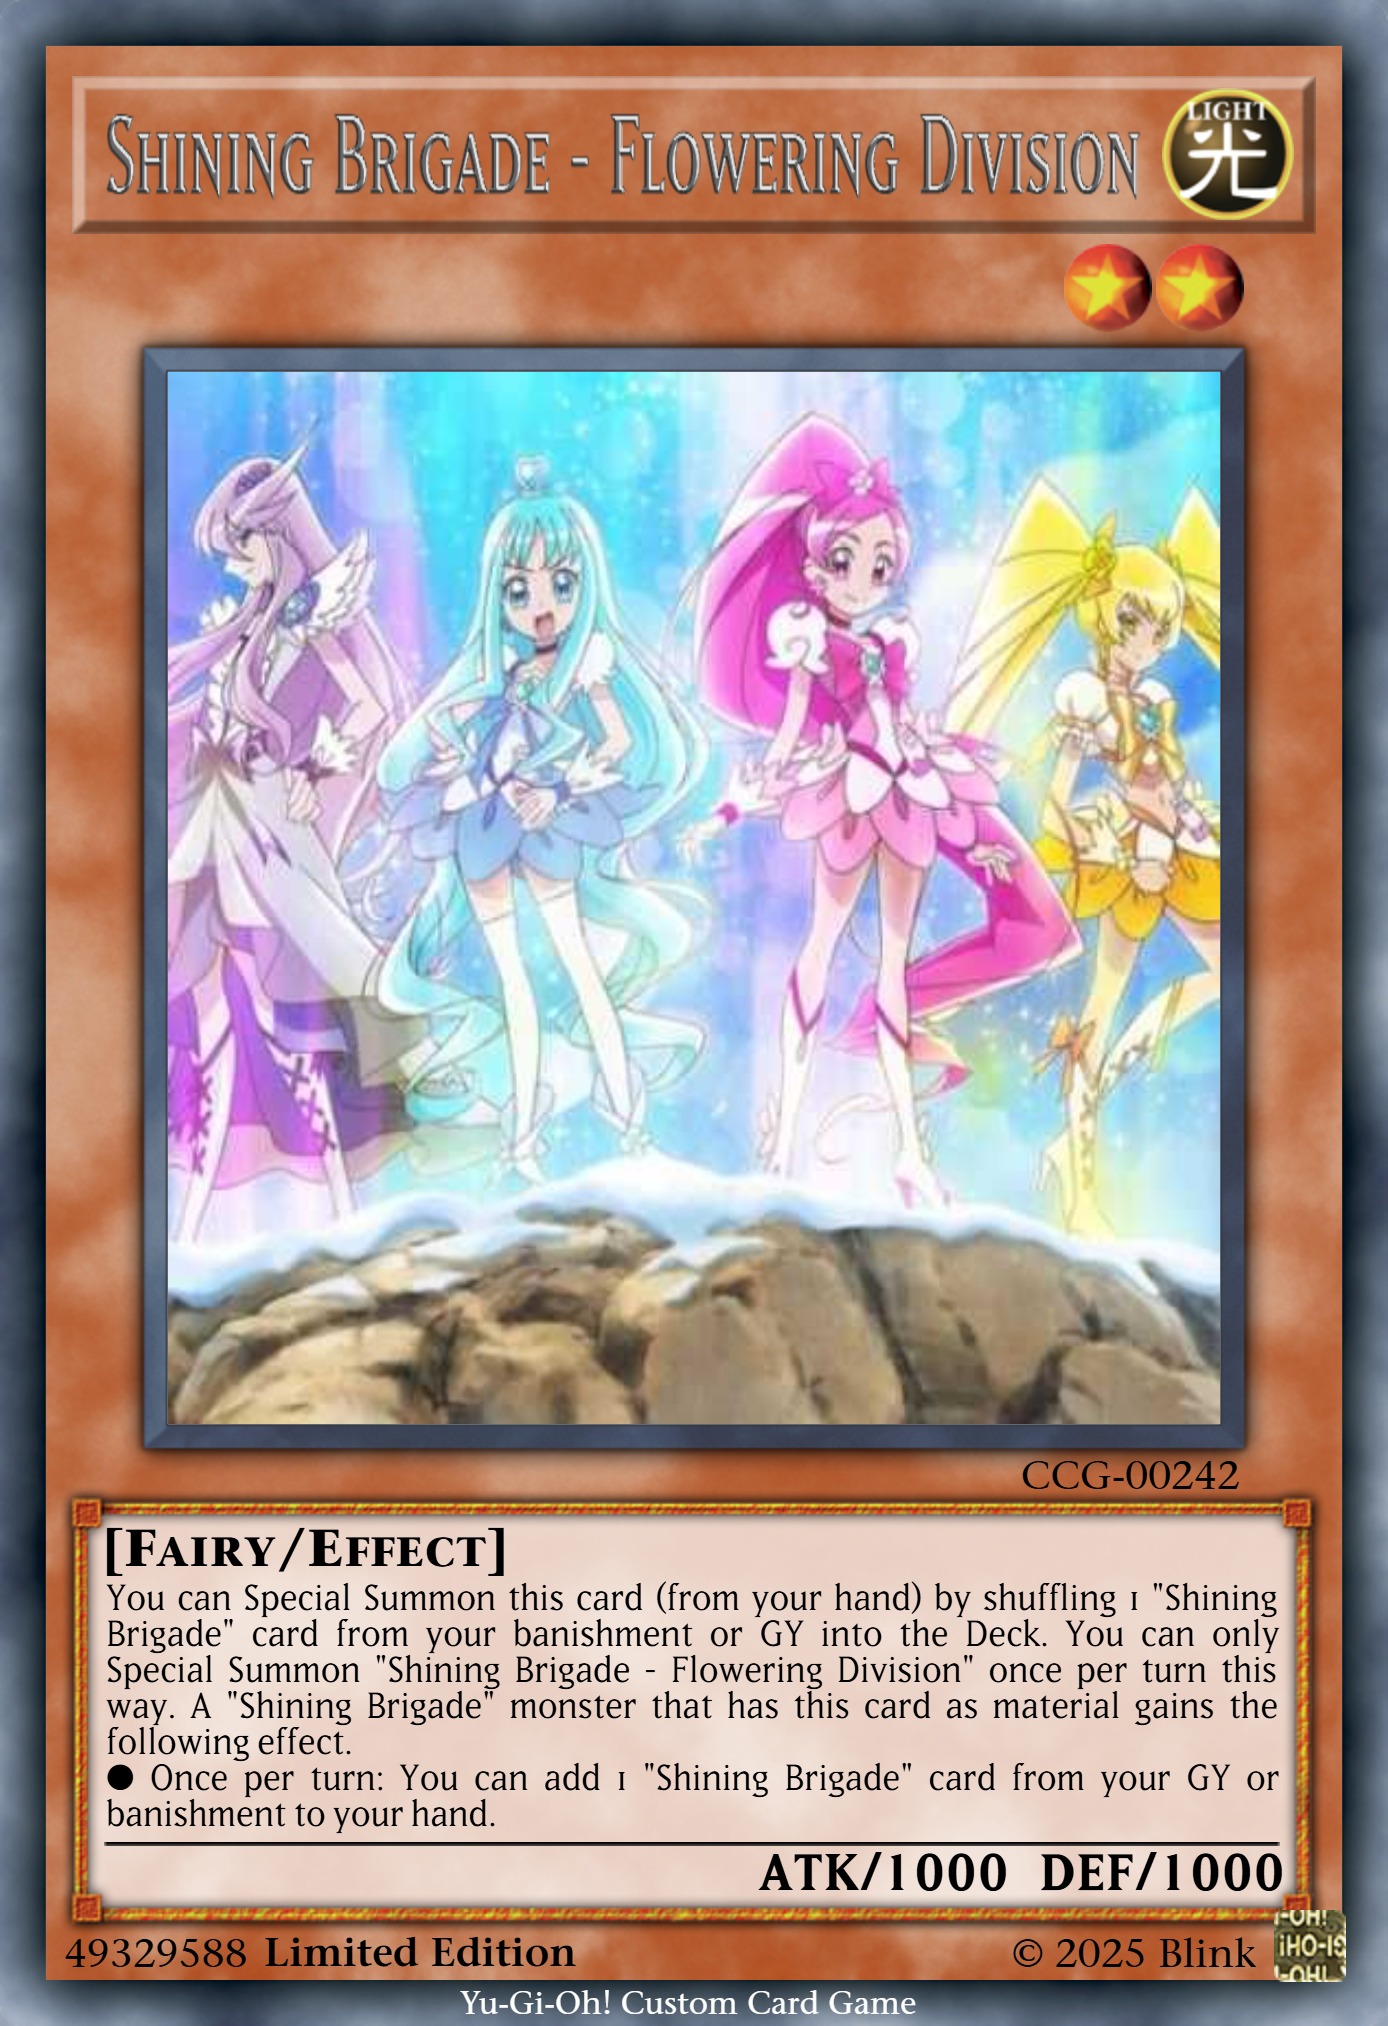 Shining Brigade - Flowering Division
LIGHT
光
CCG-00242
[Fairy/Effect]
You can Special Summon this card (from your hand) by shuffling 1 "Shining
Brigade" card from your banishment or GY into the Deck. You can only
Special Summon "Shining Brigade - Flowering Division" once per turn this
way. A "Shining Brigade" monster that has this card as material gains the
following effect.
● Once per turn: You can add 1 "Shining Brigade" card from your GY or
banishment to your hand.
ATK/1000 DEF/1000
49329588 Limited Edition
© 2025 Blink
Yu-Gi-Oh! Custom Card Game